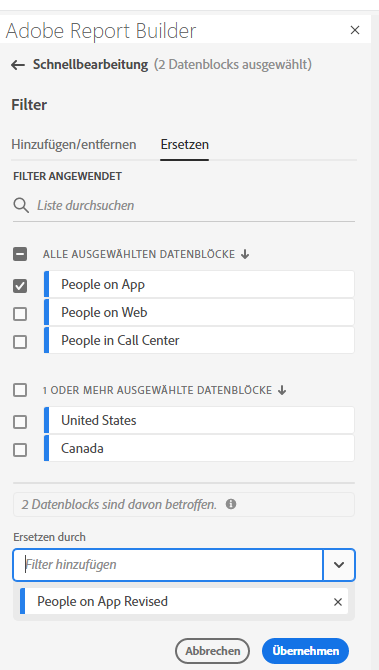 Adobe Report Builder
Schnellbearbeitung (2 Datenblocks ausgewählt)
Filter
Hinzufügen/entfernen Ersetzen
FILTER ANGEWENDET
Liste durchsuchen
ALLE AUSGEWÄHLTEN DATENBLÖCKE
People on App
People on Web
People in Call Center
1 ODER MEHR AUSGEWÄHLTE DATENBLÖCKE
United States
Canada
2 Datenblocks sind davon betroffen.
Ersetzen durch
Filter hinzufügen
People on App Revised
Abbrechen Übernehmen